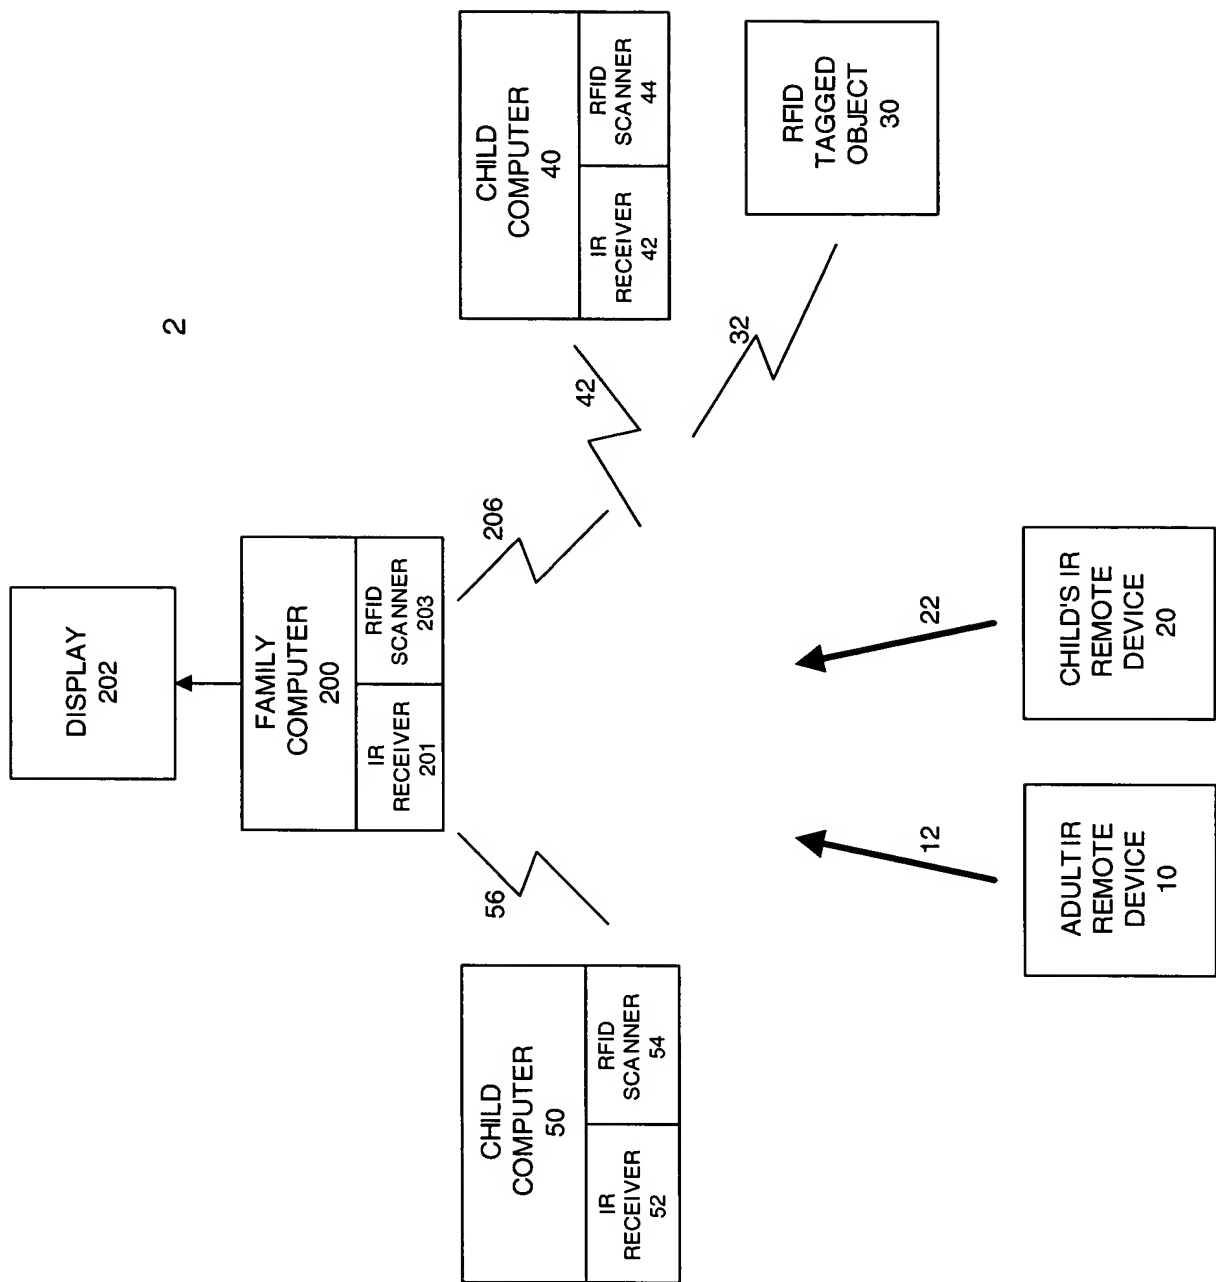 2
DISPLAY
202
FAMILY
COMPUTER
200
IR
RECEIVER
201
RFID
SCANNER
203
CHILD
COMPUTER
50
IR
RECEIVER
52
RFID
SCANNER
54
56
206
CHILD
COMPUTER
40
IR
RECEIVER
42
RFID
SCANNER
44
42
32
RFID
TAGGED
OBJECT
30
12
22
ADULT IR
REMOTE
DEVICE
10
CHILD'S IR
REMOTE
DEVICE
20